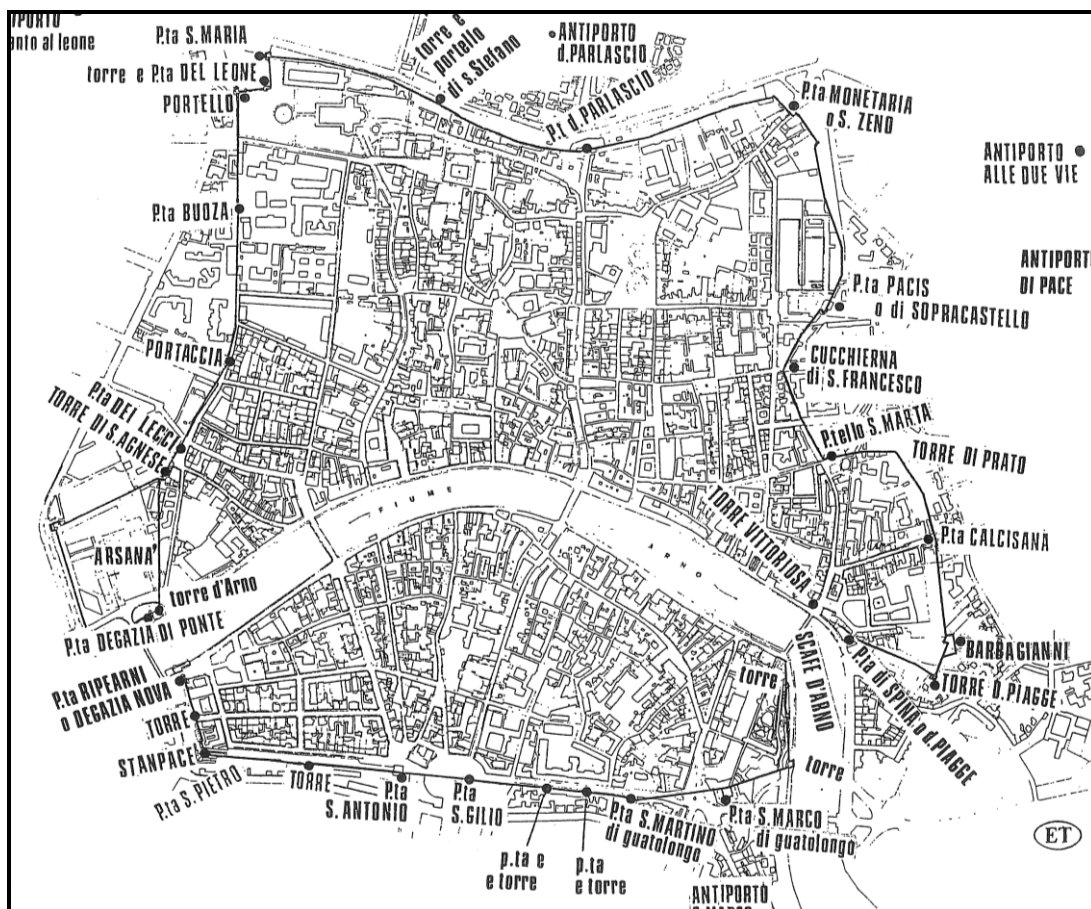 IPORTO
anto al leone
P.ta S. MARIA
torre e P.ta DEL LEONE
PORTELLO
torre e
portello
di s. Stefano
ANTIPORTO
d. PARLASCIO
P.t d. PARLASCIO
P.ta MONETARIA
o S. ZENO
ANTIPORTO
ALLE DUE VIE
P.ta BUOZA
ANTIPORT
DI PACE
P.ta PACIS
o di SOPRACASTELLO
PORTACCIA
CUCCHIERNA
di S. FRANCESCO
P.ta DEI LECCI
TORRE DI S. AGNESE
P.tello S. MARTA
TORRE DI PRATO
FIUME
ARNO
TORRE VITTORIOSA
P.ta CALCISANA
ARSANA'
torre d'Arno
P.ta DEGAZIA DI PONTE
BARBAGIANNI
P.ta RIPEARNI
o DEGAZIA NOVA
SCAFE D'ARNO
P.ta di SPINA o d. PIAGGE
TORRE D. PIAGGE
torre
TORRE
STANPACE
torre
P.ta S. PIETRO
TORRE
P.ta
S. ANTONIO
P.ta
S. GILIO
P.ta S. MARTINO
di guatolongo
P.ta S. MARCO
di guatolongo
ET
p.ta e
e torre
p.ta
e torre
ANTIPORTO
S. MARCO